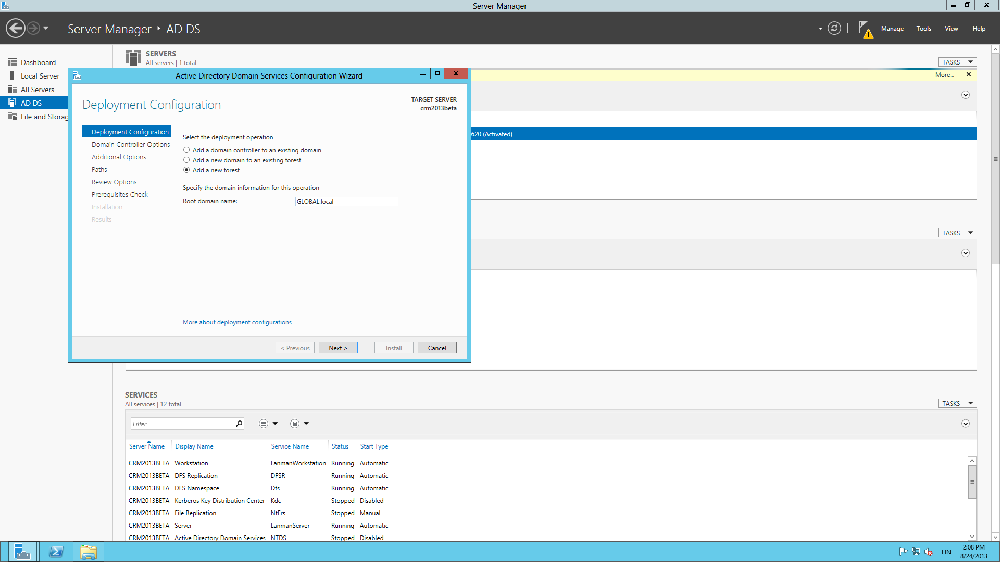 Server Manager
Server Manager ‣ AD DS
Manage
Tools
View
Help
Dashboard
Local Server
All Servers
AD DS
File and Storag
SERVERS
All servers | 1 total
TASKS
More...
620 (Activated)
Active Directory Domain Services Configuration Wizard
Deployment Configuration
TARGET SERVER
crm2013beta
Deployment Configuration
Domain Controller Options
Additional Options
Paths
Review Options
Prerequisites Check
Installation
Results
Select the deployment operation
Add a domain controller to an existing domain
Add a new domain to an existing forest
Add a new forest
Specify the domain information for this operation
Root domain name: GLOBAL.local
More about deployment configurations
< Previous
Next >
Install
Cancel
TASKS
SERVICES
All services | 12 total
TASKS
Filter
Server Name Display Name Service Name Status Start Type
CRM2013BETA Workstation LanmanWorkstation Running Automatic
CRM2013BETA DFS Replication DFSR Running Automatic
CRM2013BETA DFS Namespace Dfs Running Automatic
CRM2013BETA Kerberos Key Distribution Center Kdc Stopped Disabled
CRM2013BETA File Replication NtFrs Stopped Manual
CRM2013BETA Server LanmanServer Running Automatic
CRM2013BETA Active Directory Domain Services NTDS Stopped Disabled
FIN
2:08 PM
8/24/2013